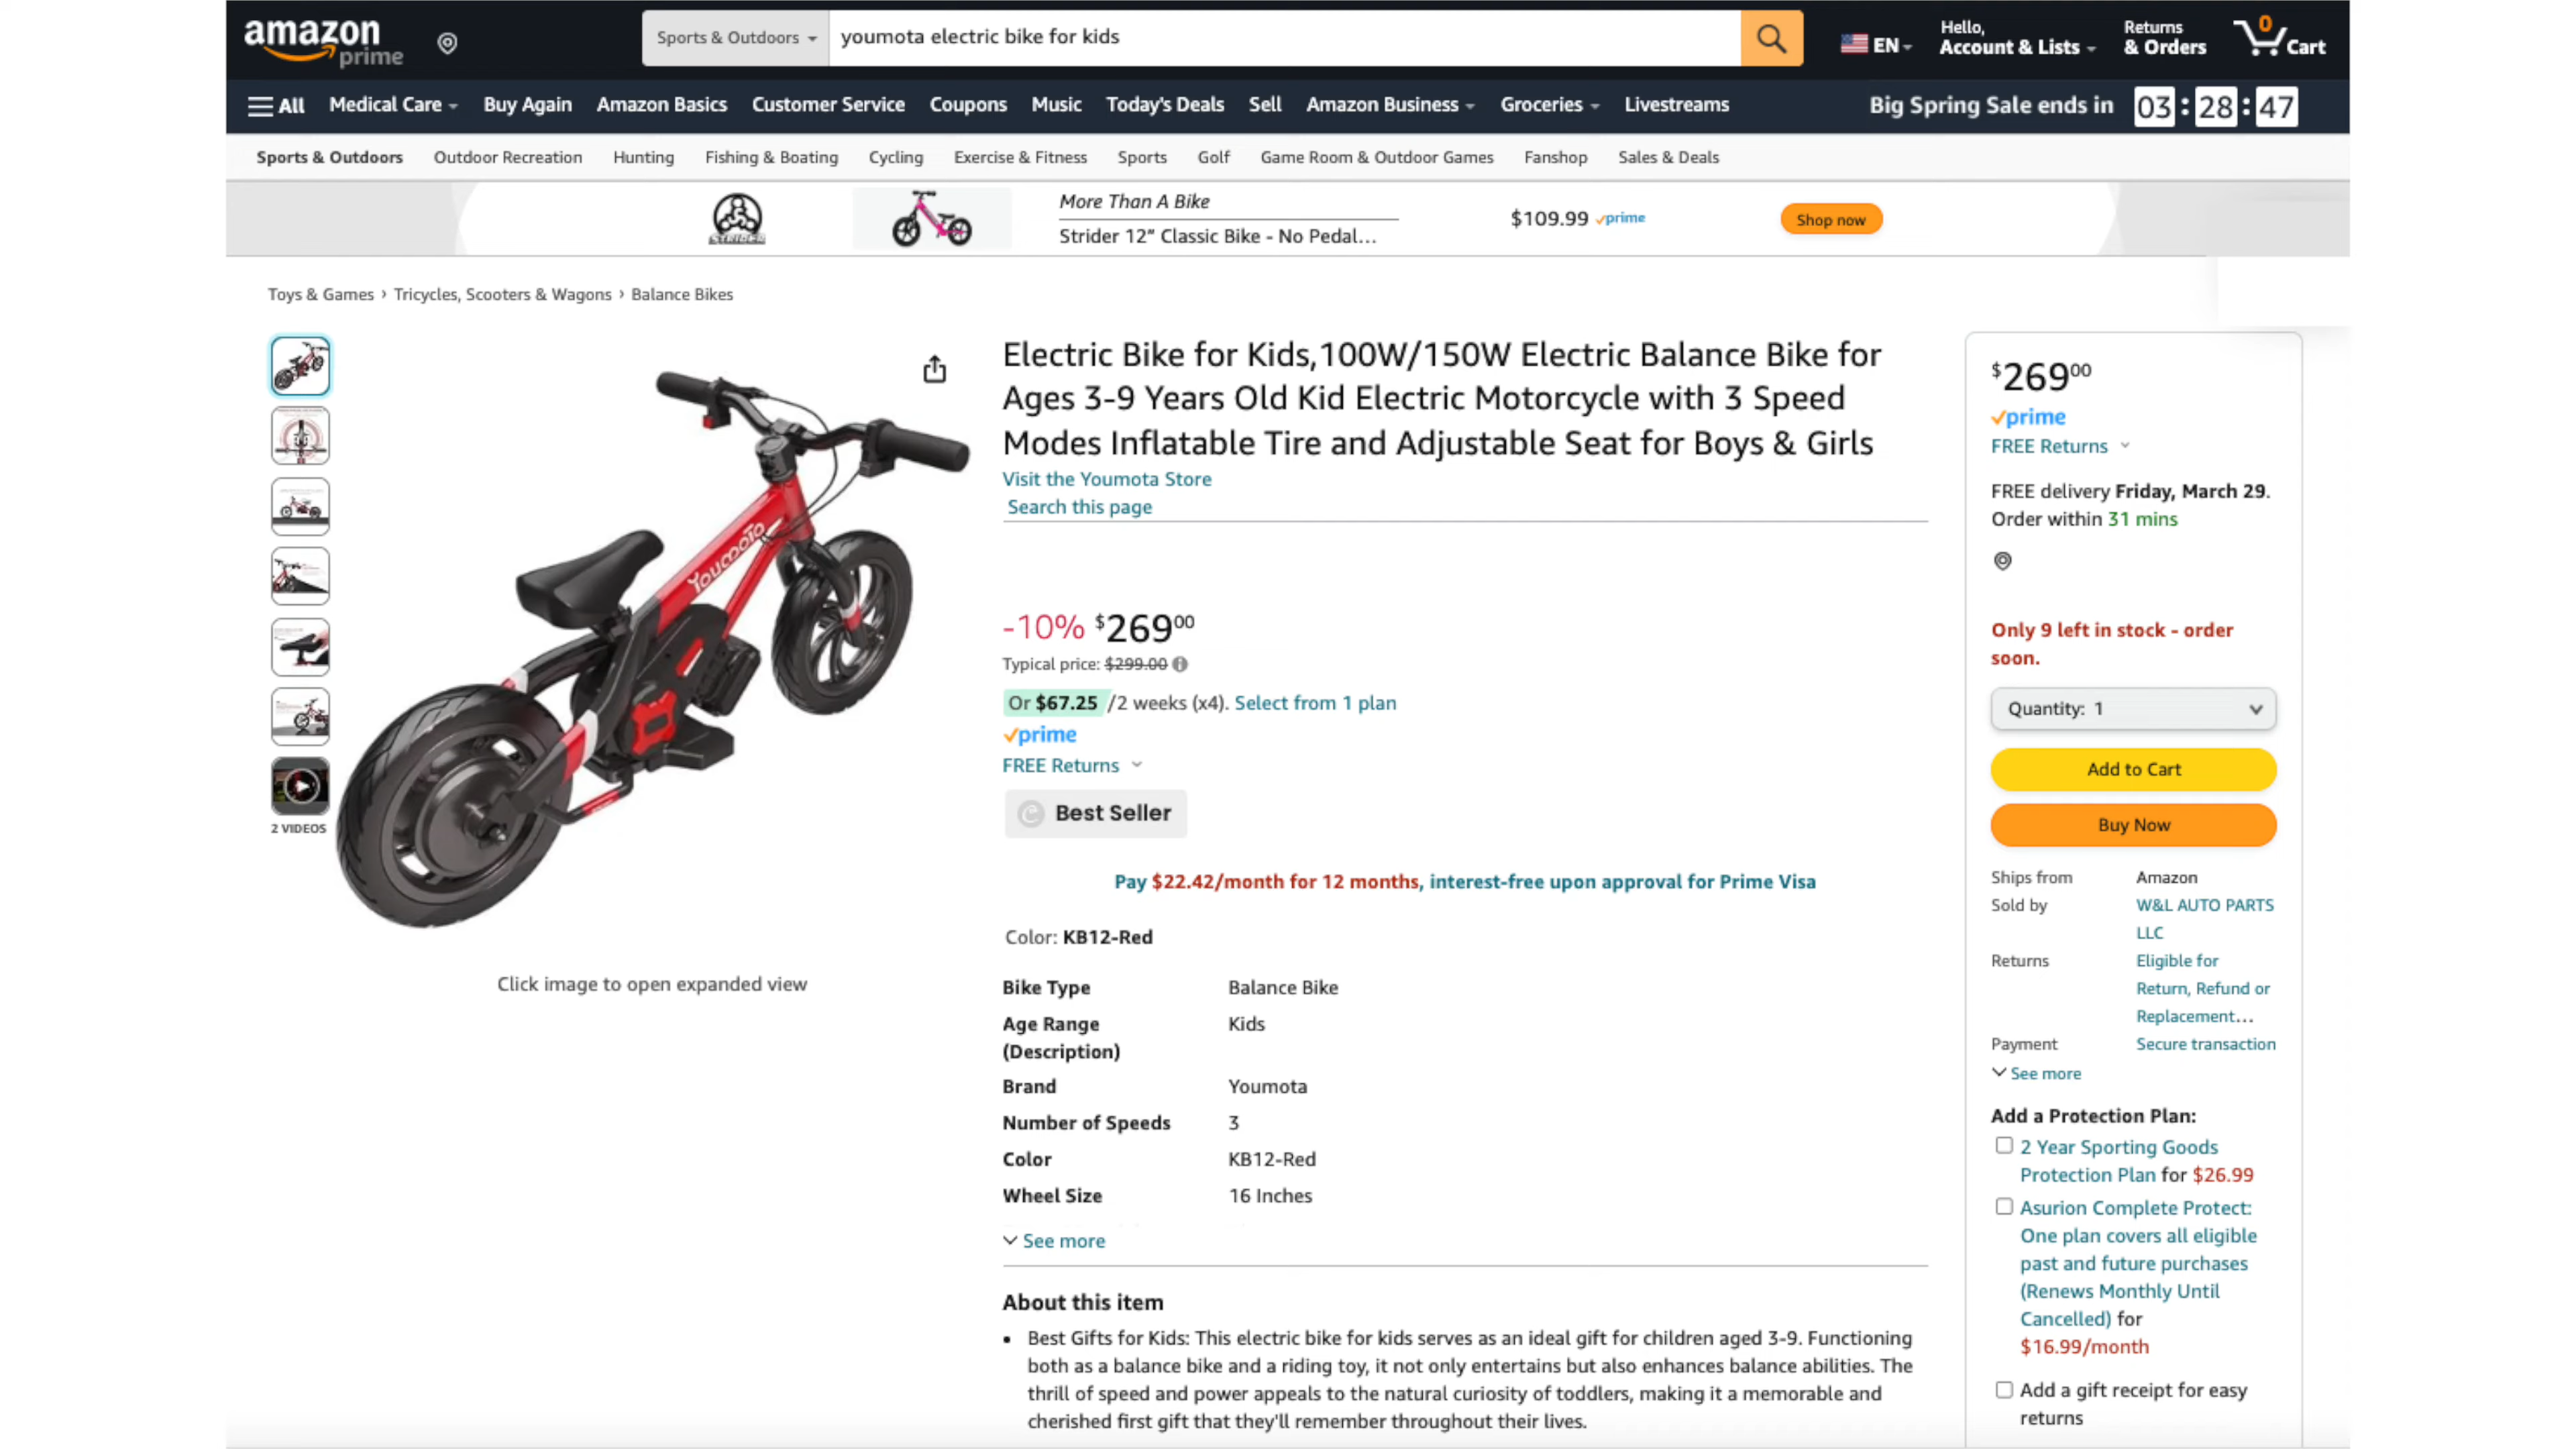 amazon
prime
Sports & Outdoors
youmota electric bike for kids
EN
Hello,
Account & Lists
Returns
& Orders
0
Cart
All
Medical Care
Buy Again
Amazon Basics
Customer Service
Coupons
Music
Today's Deals
Sell
Amazon Business
Groceries
Livestreams
Big Spring Sale ends in 03 : 28 : 47
Sports & Outdoors
Outdoor Recreation
Hunting
Fishing & Boating
Cycling
Exercise & Fitness
Sports
Golf
Game Room & Outdoor Games
Fanshop
Sales & Deals
STRIDER
More Than A Bike
Strider 12” Classic Bike - No Pedal...
$109.99 prime
Shop now
Toys & Games › Tricycles, Scooters & Wagons › Balance Bikes
2 VIDEOS
Youmoto
Click image to open expanded view
Electric Bike for Kids,100W/150W Electric Balance Bike for
Ages 3-9 Years Old Kid Electric Motorcycle with 3 Speed
Modes Inflatable Tire and Adjustable Seat for Boys & Girls
Visit the Youmota Store
Search this page
-10% $26900
Typical price: $299.00
Or $67.25 /2 weeks (x4). Select from 1 plan
prime
FREE Returns
Best Seller
Pay $22.42/month for 12 months, interest-free upon approval for Prime Visa
Color: KB12-Red
Bike Type Balance Bike
Age Range Kids
(Description)
Brand Youmota
Number of Speeds 3
Color KB12-Red
Wheel Size 16 Inches
See more
About this item
• Best Gifts for Kids: This electric bike for kids serves as an ideal gift for children aged 3-9. Functioning
both as a balance bike and a riding toy, it not only entertains but also enhances balance abilities. The
thrill of speed and power appeals to the natural curiosity of toddlers, making it a memorable and
cherished first gift that they'll remember throughout their lives.
$26900
prime
FREE Returns
FREE delivery Friday, March 29.
Order within 31 mins
Only 9 left in stock - order
soon.
Quantity: 1
Add to Cart
Buy Now
Ships from Amazon
Sold by W&L AUTO PARTS
LLC
Returns Eligible for
Return, Refund or
Replacement...
Payment Secure transaction
See more
Add a Protection Plan:
2 Year Sporting Goods
Protection Plan for $26.99
Asurion Complete Protect:
One plan covers all eligible
past and future purchases
(Renews Monthly Until
Cancelled) for
$16.99/month
Add a gift receipt for easy
returns